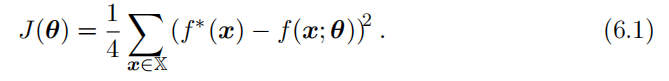 J(θ) = 1/4 ∑_{x∈𝕏} (f*(x) − f(x; θ))². (6.1)